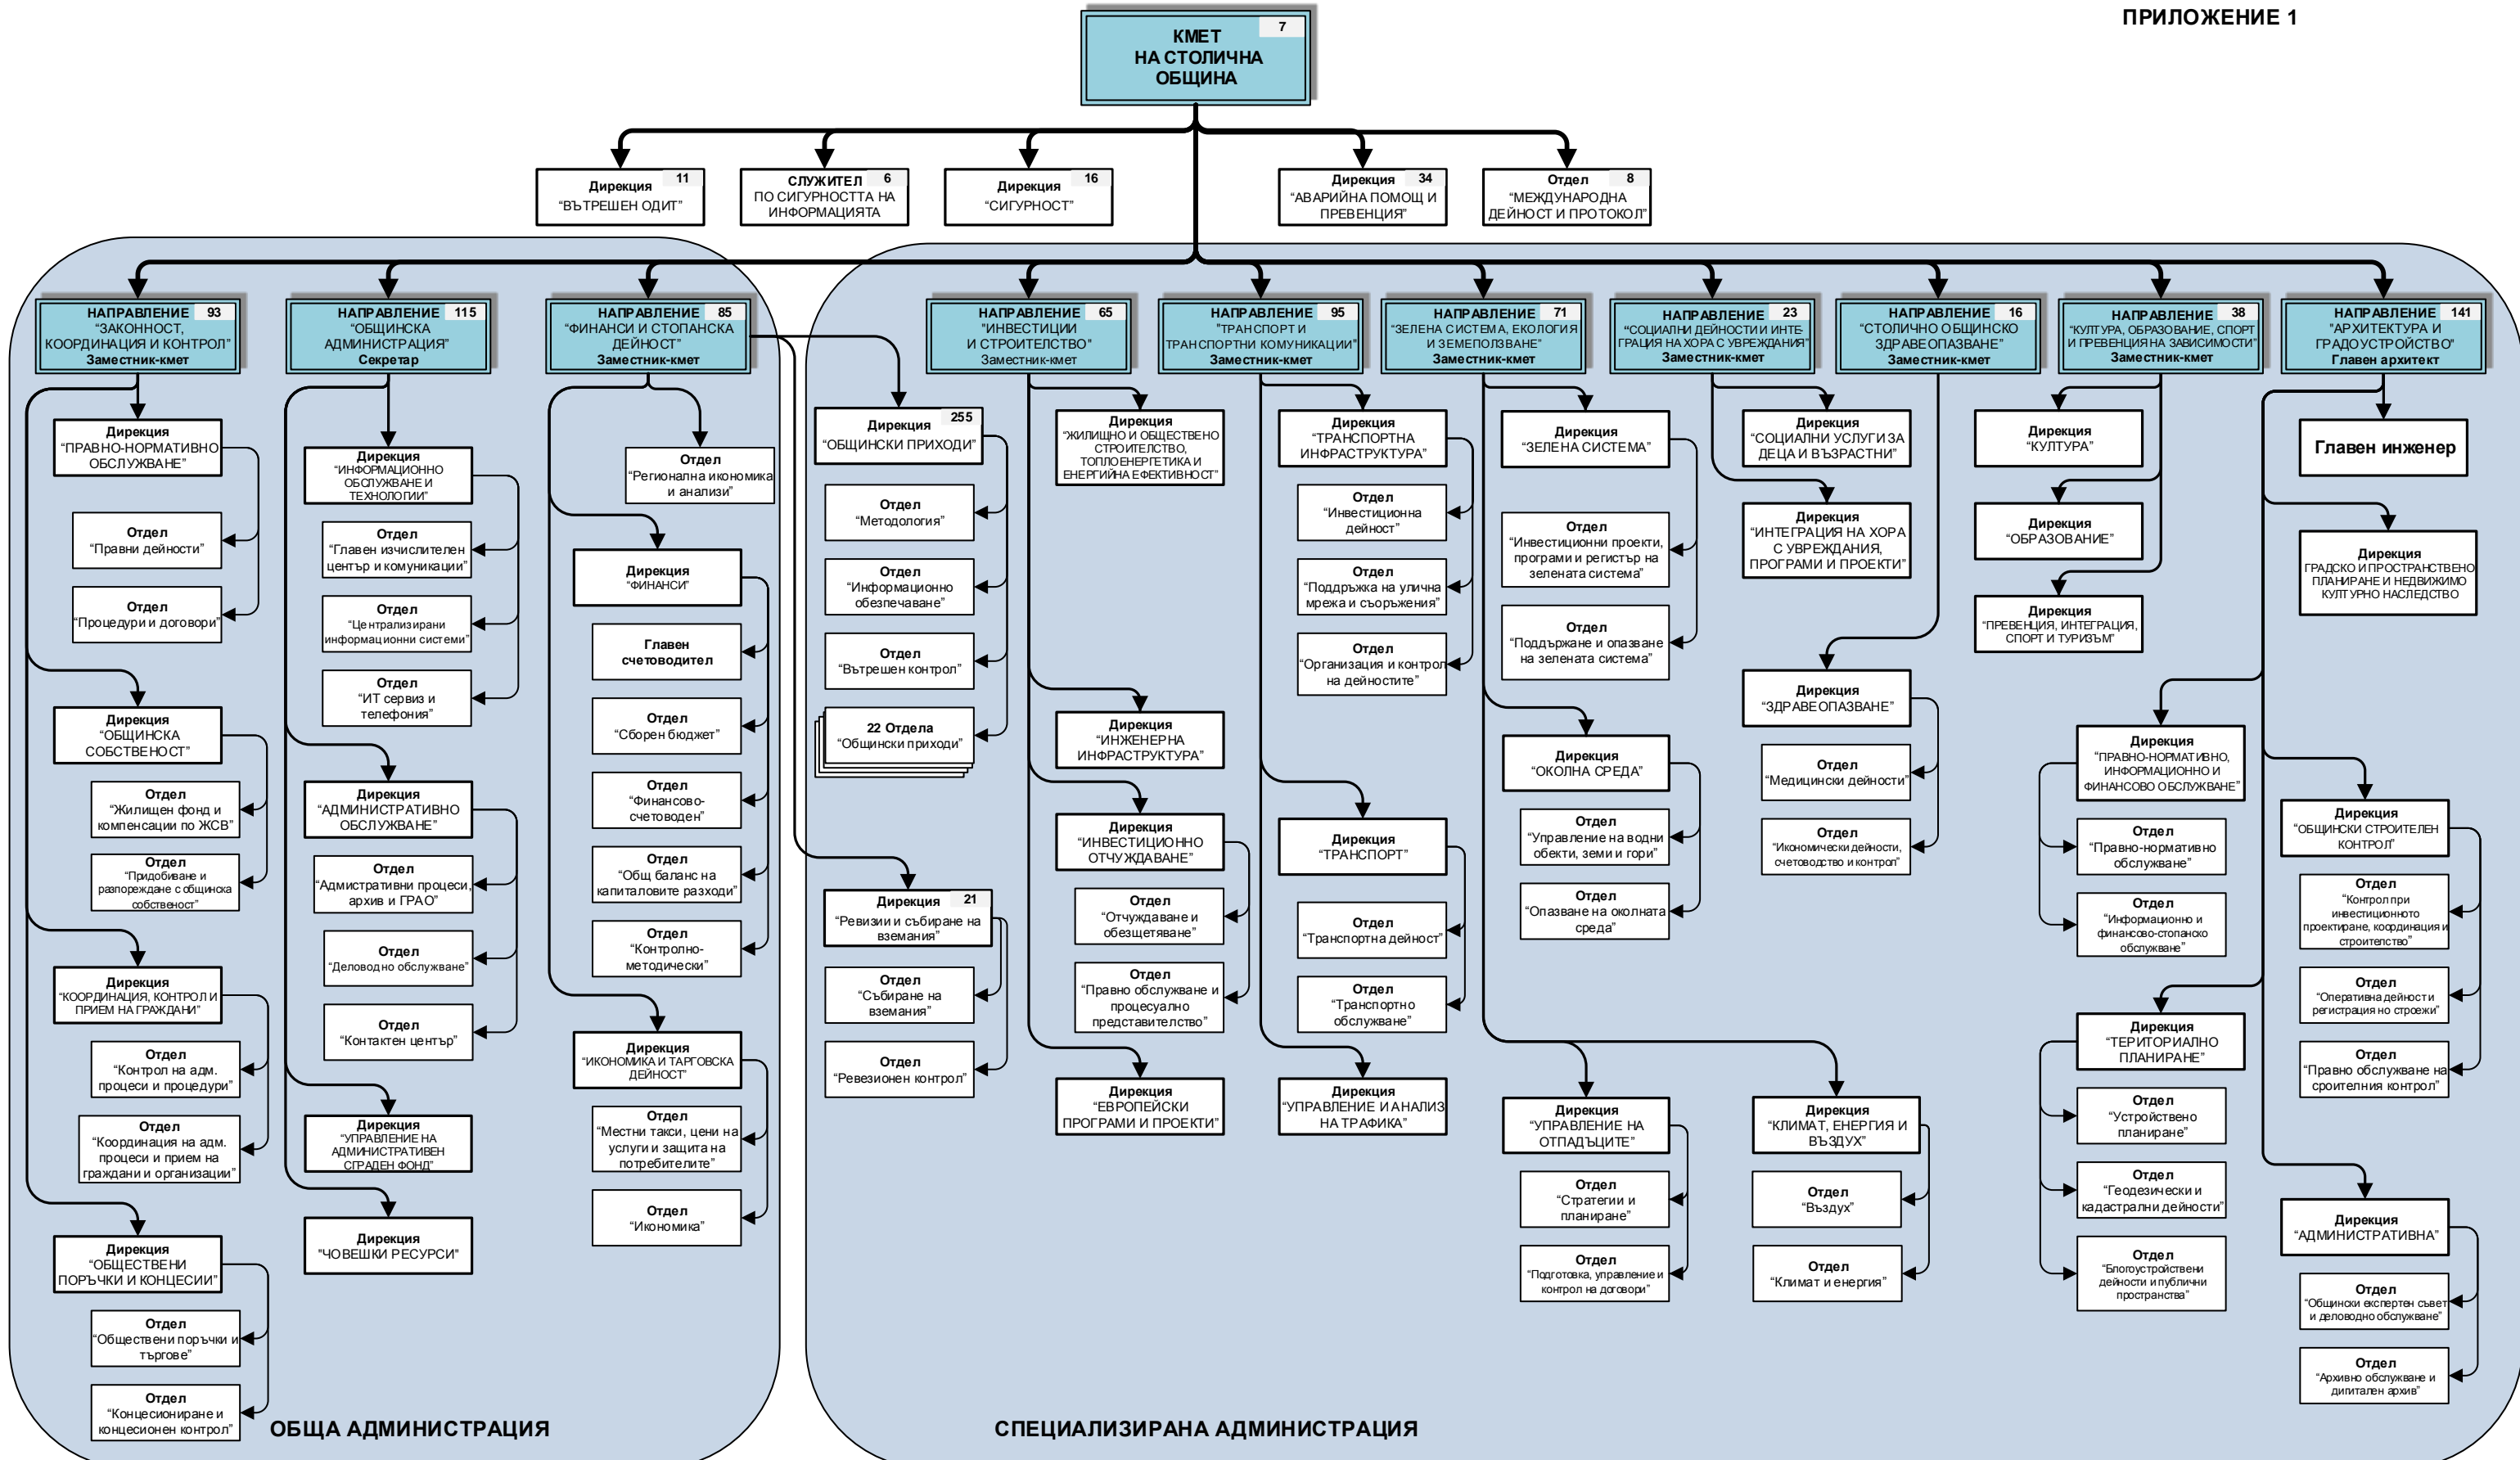 ПРИЛОЖЕНИЕ 1
7
КМЕТ
НА СТОЛИЧНА
ОБЩИНА
11
Дирекция
“ВЪТРЕШЕН ОДИТ”
6
СЛУЖИТЕЛ
ПО СИГУРНОСТТА НА
ИНФОРМАЦИЯТА
16
Дирекция
“СИГУРНОСТ”
34
Дирекция
“АВАРИЙНА ПОМОЩ И
ПРЕВЕНЦИЯ”
8
Отдел
“МЕЖДУНАРОДНА
ДЕЙНОСТ И ПРОТОКОЛ”
НАПРАВЛЕНИЕ 93
“ЗАКОННОСТ,
КООРДИНАЦИЯ И КОНТРОЛ”
Заместник-кмет
НАПРАВЛЕНИЕ 115
“ОБЩИНСКА
АДМИНИСТРАЦИЯ”
Секретар
НАПРАВЛЕНИЕ 85
“ФИНАНСИ И СТОПАНСКА
ДЕЙНОСТ”
Заместник-кмет
НАПРАВЛЕНИЕ 65
“ИНВЕСТИЦИИ
И СТРОИТЕЛСТВО”
Заместник-кмет
НАПРАВЛЕНИЕ 95
“ТРАНСПОРТ И
ТРАНСПОРТНИ КОМУНИКАЦИИ”
Заместник-кмет
НАПРАВЛЕНИЕ 71
“ЗЕЛЕНА СИСТЕМА, ЕКОЛОГИЯ
И ЗЕМЕПОЛЗВАНЕ”
Заместник-кмет
НАПРАВЛЕНИЕ 23
“СОЦИАЛНИ ДЕЙНОСТИ И ИНТЕ-
ГРАЦИЯ НА ХОРА С УВРЕЖДАНИЯ”
Заместник-кмет
НАПРАВЛЕНИЕ 16
“СТОЛИЧНО ОБЩИНСКО
ЗДРАВЕОПАЗВАНЕ”
Заместник-кмет
НАПРАВЛЕНИЕ 38
“КУЛТУРА, ОБРАЗОВАНИЕ, СПОРТ
И ПРЕВЕНЦИЯ НА ЗАВИСИМОСТИ”
Заместник-кмет
НАПРАВЛЕНИЕ 141
“АРХИТЕКТУРА И
ГРАДОУСТРОЙСТВО”
Главен архитект
Дирекция
“ПРАВНО-НОРМАТИВНО
ОБСЛУЖВАНЕ”
Отдел
“Правни дейности”
Отдел
“Процедури и договори”
Дирекция
“ОБЩИНСКА
СОБСТВЕНОСТ”
Отдел
“Жилищен фонд и
компенсации по ЖСВ”
Отдел
“Придобиване и
разпореждане с общинска
собственост”
Дирекция
“КООРДИНАЦИЯ, КОНТРОЛ И
ПРИЕМ НА ГРАЖДАНИ”
Отдел
“Контрол на адм.
процеси и процедури”
Отдел
“Координация на адм.
процеси и прием на
граждани и организации”
Дирекция
“ОБЩЕСТВЕНИ
ПОРЪЧКИ И КОНЦЕСИИ”
Отдел
“Обществени поръчки и
търгове”
Отдел
“Концесиониране и
концесионен контрол”
Дирекция
“ИНФОРМАЦИОННО
ОБСЛУЖВАНЕ И
ТЕХНОЛОГИИ”
Отдел
“Главен изчислителен
център и комуникации”
Отдел
“Централизирани
информационни системи”
Отдел
“ИТ сервиз и
телефония”
Дирекция
“АДМИНИСТРАТИВНО
ОБСЛУЖВАНЕ”
Отдел
“Адмстративни процеси,
архив и ГРАО”
Отдел
“Деловодно обслужване”
Отдел
“Контактен център”
Дирекция
“УПРАВЛЕНИЕ НА
АДМИНИСТРАТИВЕН
СГРАДЕН ФОНД”
Дирекция
“ЧОВЕШКИ РЕСУРСИ”
Отдел
“Регионална икономика
и анализи”
Дирекция
“ФИНАНСИ”
Главен
счетоводител
Отдел
“Сборен бюджет”
Отдел
“Финансово-
счетоводен”
Отдел
“Общ баланс на
капиталовите разходи”
Отдел
“Контролно-
методически”
Дирекция
“ИКОНОМИКА И ТАРГОВСКА
ДЕЙНОСТ”
Отдел
“Местни такси, цени на
услуги и защита на
потребителите”
Отдел
“Икономика”
255
Дирекция
“ОБЩИНСКИ ПРИХОДИ”
Отдел
“Методология”
Отдел
“Информационно
обезпечаване”
Отдел
“Вътрешен контрол”
22 Отдела
“Общински приходи”
21
Дирекция
“Ревизии и събиране на
вземания”
Отдел
“Събиране на
вземания”
Отдел
“Ревезионен контрол”
Дирекция
“ЖИЛИЩНО И ОБЩЕСТВЕНО
СТРОИТЕЛСТВО,
ТОПЛОЕНЕРГЕТИКА И
ЕНЕРГИЙНА ЕФЕКТИВНОСТ”
Дирекция
“ИНЖЕНЕРНА
ИНФРАСТРУКТУРА”
Дирекция
“ИНВЕСТИЦИОННО
ОТЧУЖДАВАНЕ”
Отдел
“Отчуждаване и
обезщетяване”
Отдел
“Правно обслужване и
процесуално
представителство”
Дирекция
“ЕВРОПЕЙСКИ
ПРОГРАМИ И ПРОЕКТИ”
Дирекция
“ТРАНСПОРТНА
ИНФРАСТРУКТУРА”
Отдел
“Инвестиционна
дейност”
Отдел
“Поддръжка на улична
мрежа и съоръжения”
Отдел
“Организация и контрол
на дейностите”
Дирекция
“ТРАНСПОРТ”
Отдел
“Транспортна дейност”
Отдел
“Транспортно
обслужване”
Дирекция
“УПРАВЛЕНИЕ И АНАЛИЗ
НА ТРАФИКА”
Дирекция
“ЗЕЛЕНА СИСТЕМА”
Отдел
“Инвестиционни проекти,
програми и регистър на
зелената система”
Отдел
“Поддържане и опазване
на зелената система”
Дирекция
“ОКОЛНА СРЕДА”
Отдел
“Управление на водни
обекти, земи и гори”
Отдел
“Опазване на околната
среда”
Дирекция
“УПРАВЛЕНИЕ НА
ОТПАДЪЦИТЕ”
Отдел
“Стратегии и
планиране”
Отдел
“Подготовка, управление и
контрол на договори”
Дирекция
“КЛИМАТ, ЕНЕРГИЯ И
ВЪЗДУХ”
Отдел
“Въздух”
Отдел
“Климат и енергия”
Дирекция
“СОЦИАЛНИ УСЛУГИ ЗА
ДЕЦА И ВЪЗРАСТНИ”
Дирекция
“ИНТЕГРАЦИЯ НА ХОРА
С УВРЕЖДАНИЯ,
ПРОГРАМИ И ПРОЕКТИ”
Дирекция
“ЗДРАВЕОПАЗВАНЕ”
Отдел
“Медицински дейности”
Отдел
“Икономически дейности,
счетоводство и контрол”
Дирекция
“КУЛТУРА”
Дирекция
“ОБРАЗОВАНИЕ”
Дирекция
“ПРЕВЕНЦИЯ, ИНТЕГРАЦИЯ,
СПОРТ И ТУРИЗЪМ”
Главен инженер
Дирекция
ГРАДСКО И ПРОСТРАНСТВЕНО
ПЛАНИРАНЕ И НЕДВИЖИМО
КУЛТУРНО НАСЛЕДСТВО
Дирекция
“ПРАВНО-НОРМАТИВНО,
ИНФОРМАЦИОННО И
ФИНАНСОВО ОБСЛУЖВАНЕ”
Отдел
“Правно-нормативно
обслужване”
Отдел
“Информационно и
финансово-стопанско
обслужване”
Дирекция
“ТЕРИТОРИАЛНО
ПЛАНИРАНЕ”
Отдел
“Устройствено
планиране”
Отдел
“Геодезически и
кадастрални дейности”
Отдел
“Блогоустройствени
дейности и публични
пространства”
Дирекция
“ОБЩИНСКИ СТРОИТЕЛЕН
КОНТРОЛ”
Отдел
“Контрол при
инвестиционното
проектиране, координация и
строителство”
Отдел
“Оперативна дейност и
регистрация но строежи”
Отдел
“Правно обслужване на
сроителния контрол”
Дирекция
“АДМИНИСТРАТИВНА”
Отдел
“Общински експертен съвет
и деловодно обслужване”
Отдел
“Архивно обслужване и
дигитален архив”
ОБЩА АДМИНИСТРАЦИЯ
СПЕЦИАЛИЗИРАНА АДМИНИСТРАЦИЯ